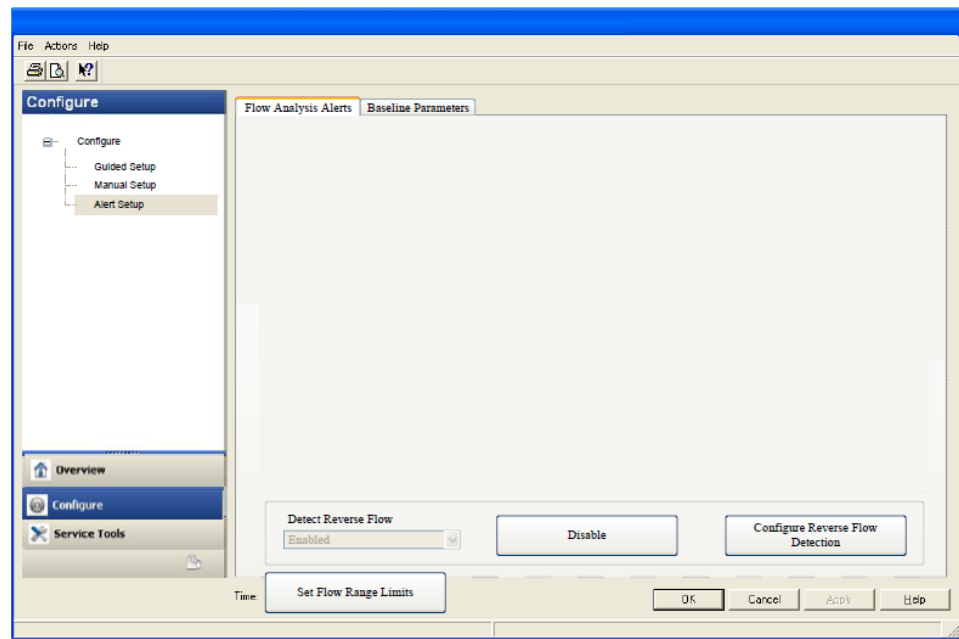 File Actions Help
Configure
Flow Analysis Alerts Baseline Parameters
Configure
Guided Setup
Manual Setup
Alert Setup
Overview
Configure
Service Tools
Detect Reverse Flow
Enabled
Disable
Configure Reverse Flow
Detection
Time:
Set Flow Range Limits
OK Cancel Apply Help